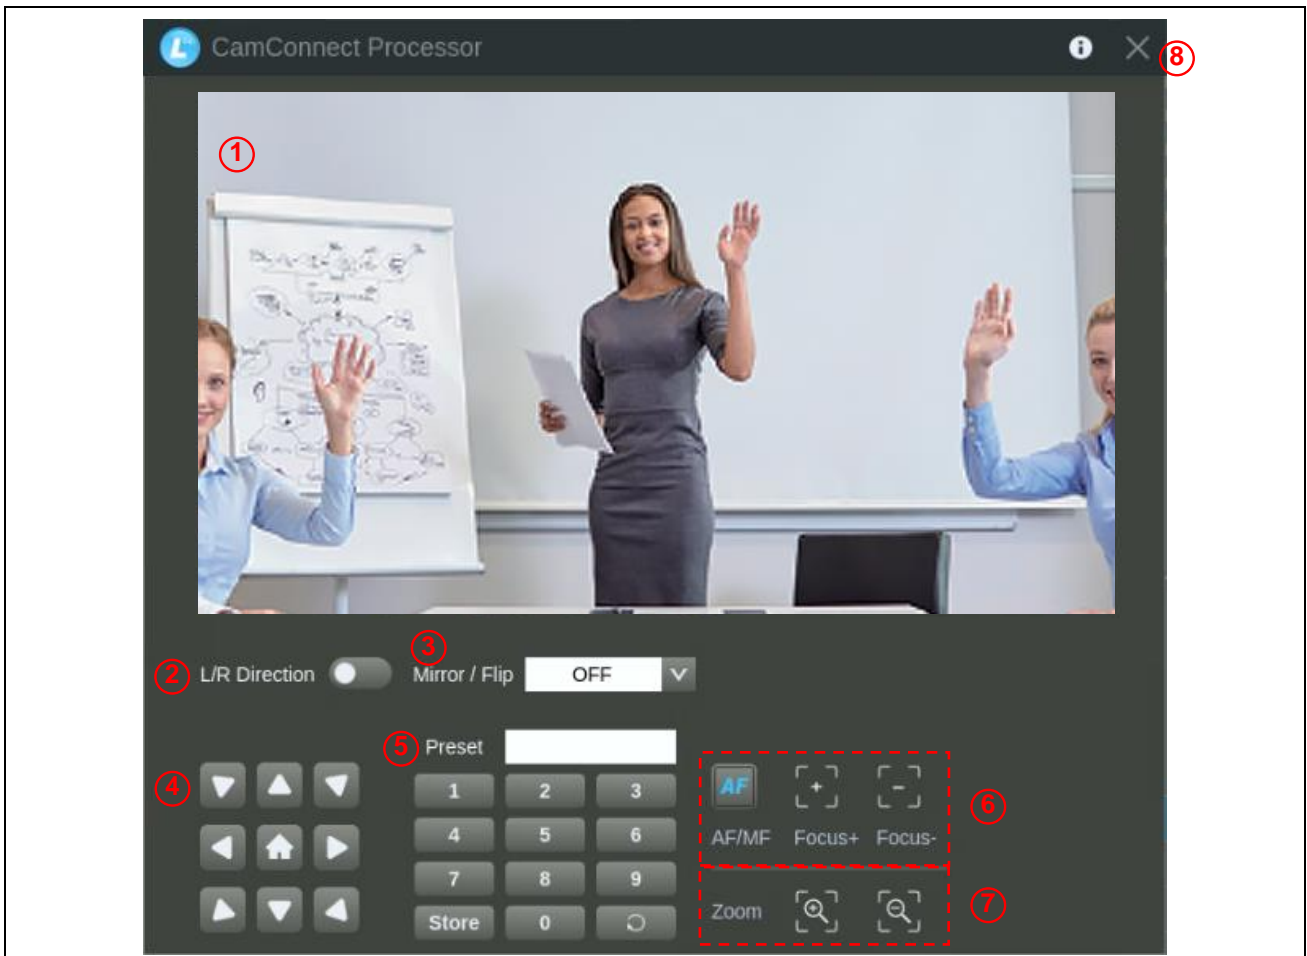 CamConnect Processor
8
1
3
2 L/R Direction Mirror / Flip OFF
5 Preset
4
1 2 3
AF
4 5 6
AF/MF Focus+ Focus-
6
7 8 9
Zoom
7
Store 0